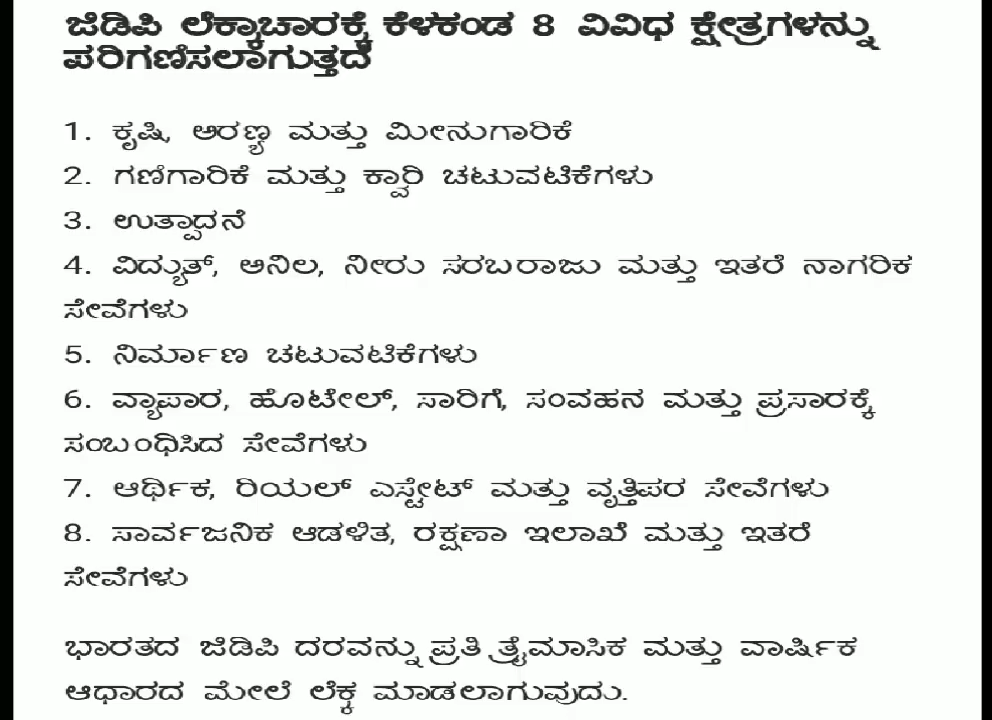 ಜಿಡಿಪಿ ಲೆಕ್ಕಾಚಾರಕ್ಕೆ ಕೆಳಕಂಡ 8 ವಿವಿಧ ಕ್ಷೇತ್ರಗಳನ್ನು
ಪರಿಗಣಿಸಲಾಗುತ್ತದೆ
1. ಕೃಷಿ, ಅರಣ್ಯ ಮತ್ತು ಮೀನುಗಾರಿಕೆ
2. ಗಣಿಗಾರಿಕೆ ಮತ್ತು ಕ್ವಾರಿ ಚಟುವಟಿಕೆಗಳು
3. ಉತ್ಪಾದನೆ
4. ವಿದ್ಯುತ್, ಅನಿಲ, ನೀರು ಸರಬರಾಜು ಮತ್ತು ಇತರೆ ನಾಗರಿಕ
ಸೇವೆಗಳು
5. ನಿರ್ಮಾಣ ಚಟುವಟಿಕೆಗಳು
6. ವ್ಯಾಪಾರ, ಹೊಟೇಲ್, ಸಾರಿಗೆ, ಸಂವಹನ ಮತ್ತು ಪ್ರಸಾರಕ್ಕೆ
ಸಂಬಂಧಿಸಿದ ಸೇವೆಗಳು
7. ಆರ್ಥಿಕ, ರಿಯಲ್ ಎಸ್ಟೇಟ್ ಮತ್ತು ವೃತ್ತಿಪರ ಸೇವೆಗಳು
8. ಸಾರ್ವಜನಿಕ ಆಡಳಿತ, ರಕ್ಷಣಾ ಇಲಾಖೆ ಮತ್ತು ಇತರೆ
ಸೇವೆಗಳು
ಭಾರತದ ಜಿಡಿಪಿ ದರವನ್ನು ಪ್ರತಿ ತ್ರೈಮಾಸಿಕ ಮತ್ತು ವಾರ್ಷಿಕ
ಆಧಾರದ ಮೇಲೆ ಲೆಕ್ಕ ಮಾಡಲಾಗುವುದು.